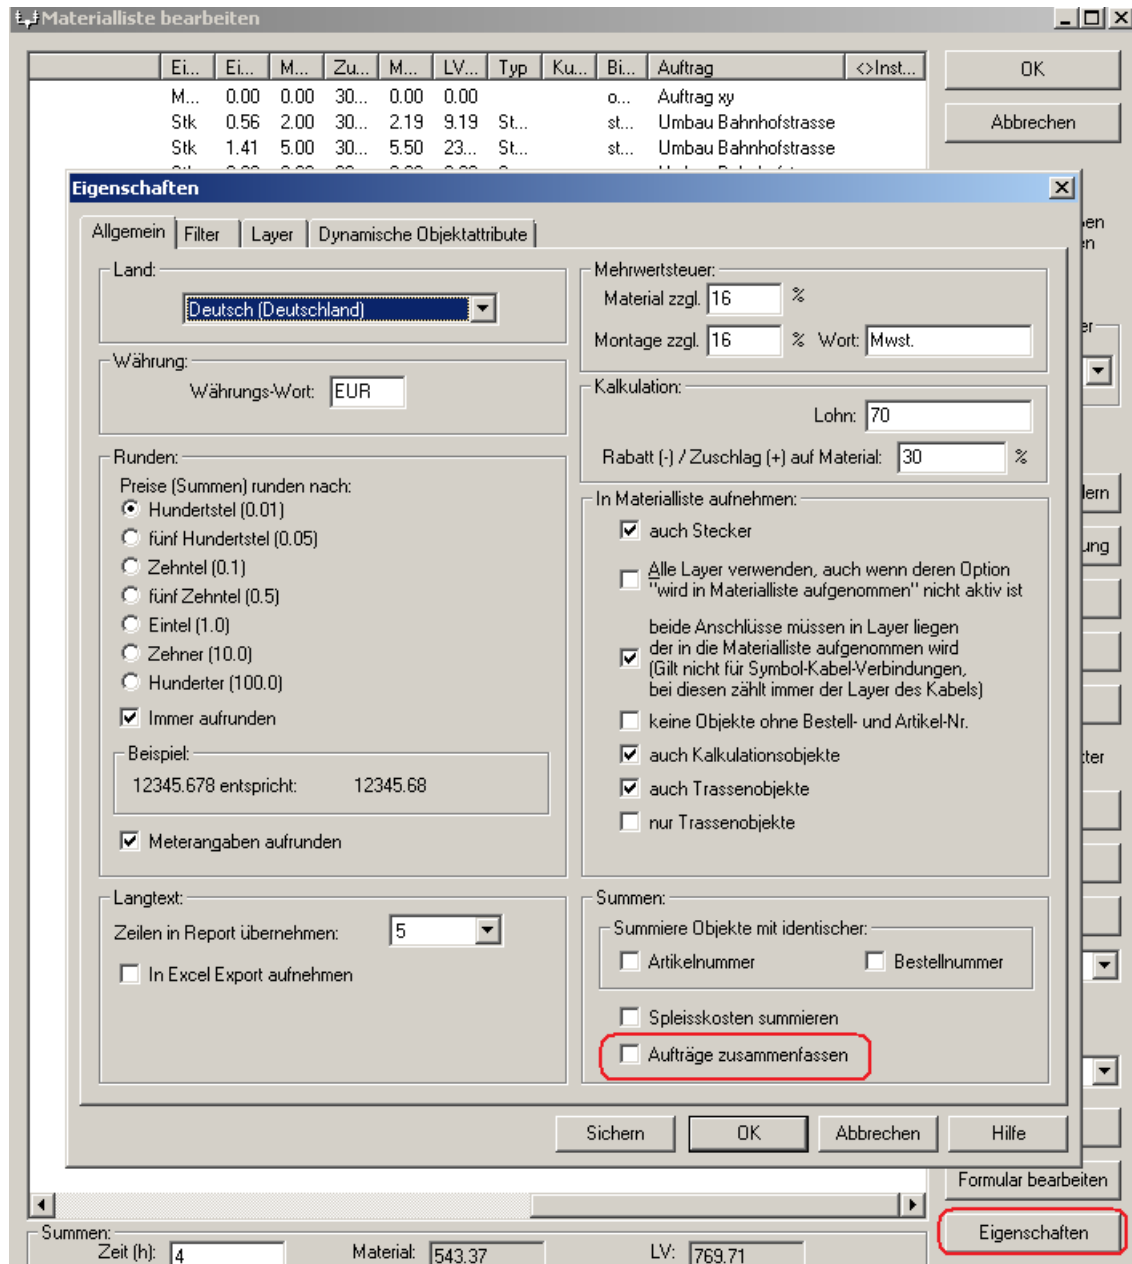 Materialliste bearbeiten
Ei... Ei... M... Zu... M... LV... Typ Ku... Bi... Auftrag <>Inst...
M... 0.00 0.00 30... 0.00 0.00 o... Auftrag xy
Stk 0.56 2.00 30... 2.19 9.19 St... st... Umbau Bahnhofstrasse
Stk 1.41 5.00 30... 5.50 23... St... st... Umbau Bahnhofstrasse
OK
Abbrechen
Eigenschaften
Allgemein Filter Layer Dynamische Objektattribute
Land:
Deutsch (Deutschland)
Währung:
Währungs-Wort: EUR
Runden:
Preise (Summen) runden nach:
Hundertstel (0.01)
fünf Hundertstel (0.05)
Zehntel (0.1)
fünf Zehntel (0.5)
Eintel (1.0)
Zehner (10.0)
Hunderter (100.0)
Immer aufrunden
Beispiel:
12345.678 entspricht: 12345.68
Meterangaben aufrunden
Langtext:
Zeilen in Report übernehmen: 5
In Excel Export aufnehmen
Mehrwertsteuer:
Material zzgl. 16 %
Montage zzgl. 16 % Wort: Mwst.
Kalkulation:
Lohn: 70
Rabatt (-) / Zuschlag (+) auf Material: 30 %
In Materialliste aufnehmen:
auch Stecker
Alle Layer verwenden, auch wenn deren Option
"wird in Materialliste aufgenommen" nicht aktiv ist
beide Anschlüsse müssen in Layer liegen
der in die Materialliste aufgenommen wird
(Gilt nicht für Symbol-Kabel-Verbindungen,
bei diesen zählt immer der Layer des Kabels)
keine Objekte ohne Bestell- und Artikel-Nr.
auch Kalkulationsobjekte
auch Trassenobjekte
nur Trassenobjekte
Summen:
Summiere Objekte mit identischer:
Artikelnummer Bestellnummer
Spleisskosten summieren
Aufträge zusammenfassen
Sichern OK Abbrechen Hilfe
Formular bearbeiten
Eigenschaften
Summen:
Zeit (h): 4 Material: 543.37 LV: 769.71